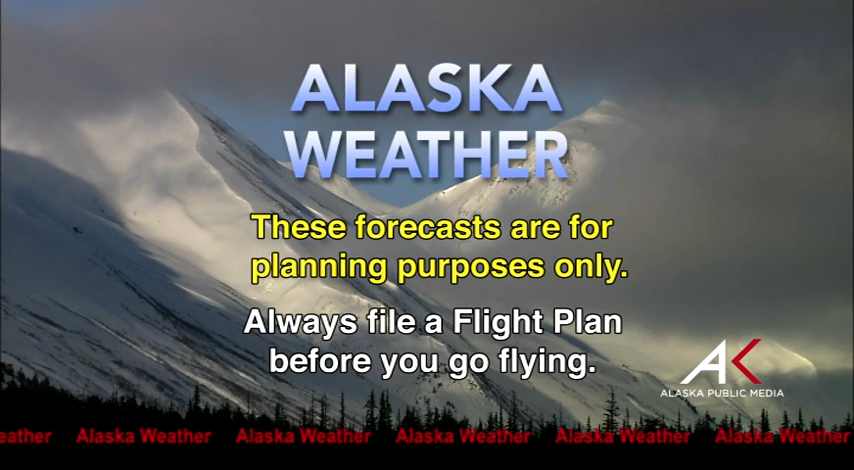 ALASKA
WEATHER
These forecasts are for
planning purposes only.
Always file a Flight Plan
before you go flying.
AK
ALASKA PUBLIC MEDIA
eather Alaska Weather Alaska Weather Alaska Weather Alaska Weather Alaska Weather